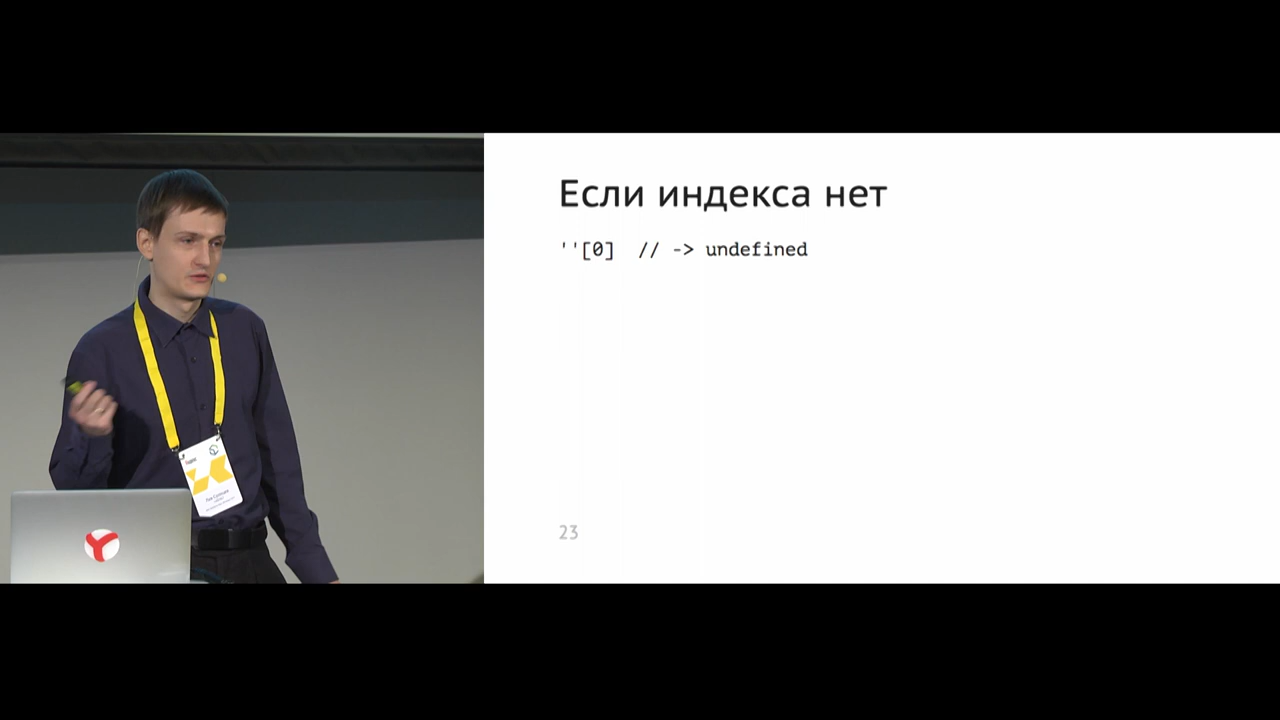 Если индекса нет
''[0] // -> undefined
23